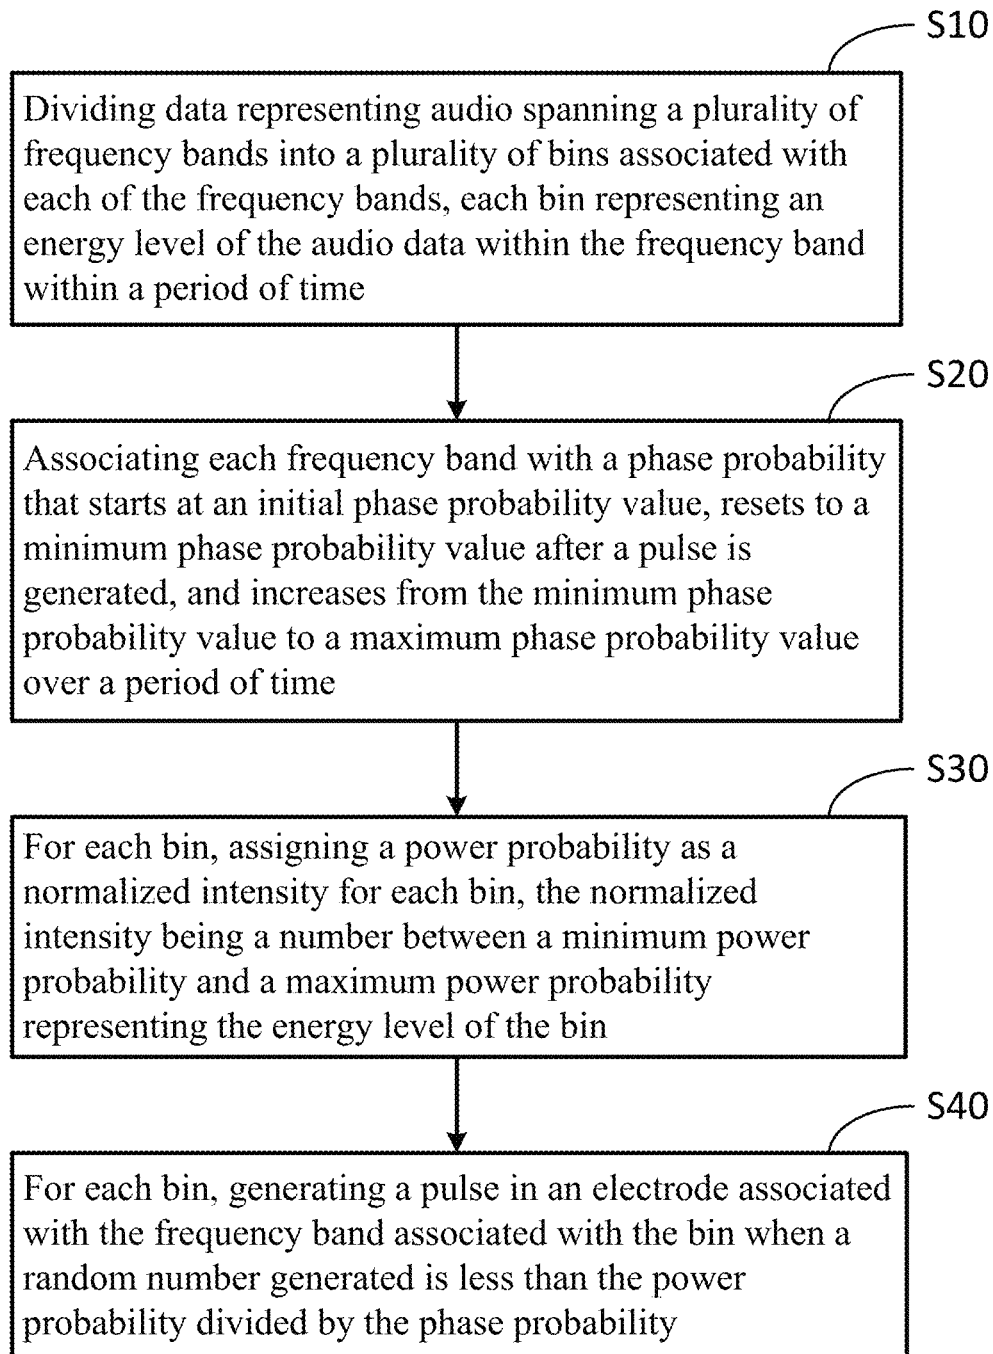 S10
Dividing data representing audio spanning a plurality of
frequency bands into a plurality of bins associated with
each of the frequency bands, each bin representing an
energy level of the audio data within the frequency band
within a period of time
S20
Associating each frequency band with a phase probability
that starts at an initial phase probability value, resets to a
minimum phase probability value after a pulse is
generated, and increases from the minimum phase
probability value to a maximum phase probability value
over a period of time
S30
For each bin, assigning a power probability as a
normalized intensity for each bin, the normalized
intensity being a number between a minimum power
probability and a maximum power probability
representing the energy level of the bin
S40
For each bin, generating a pulse in an electrode associated
with the frequency band associated with the bin when a
random number generated is less than the power
probability divided by the phase probability